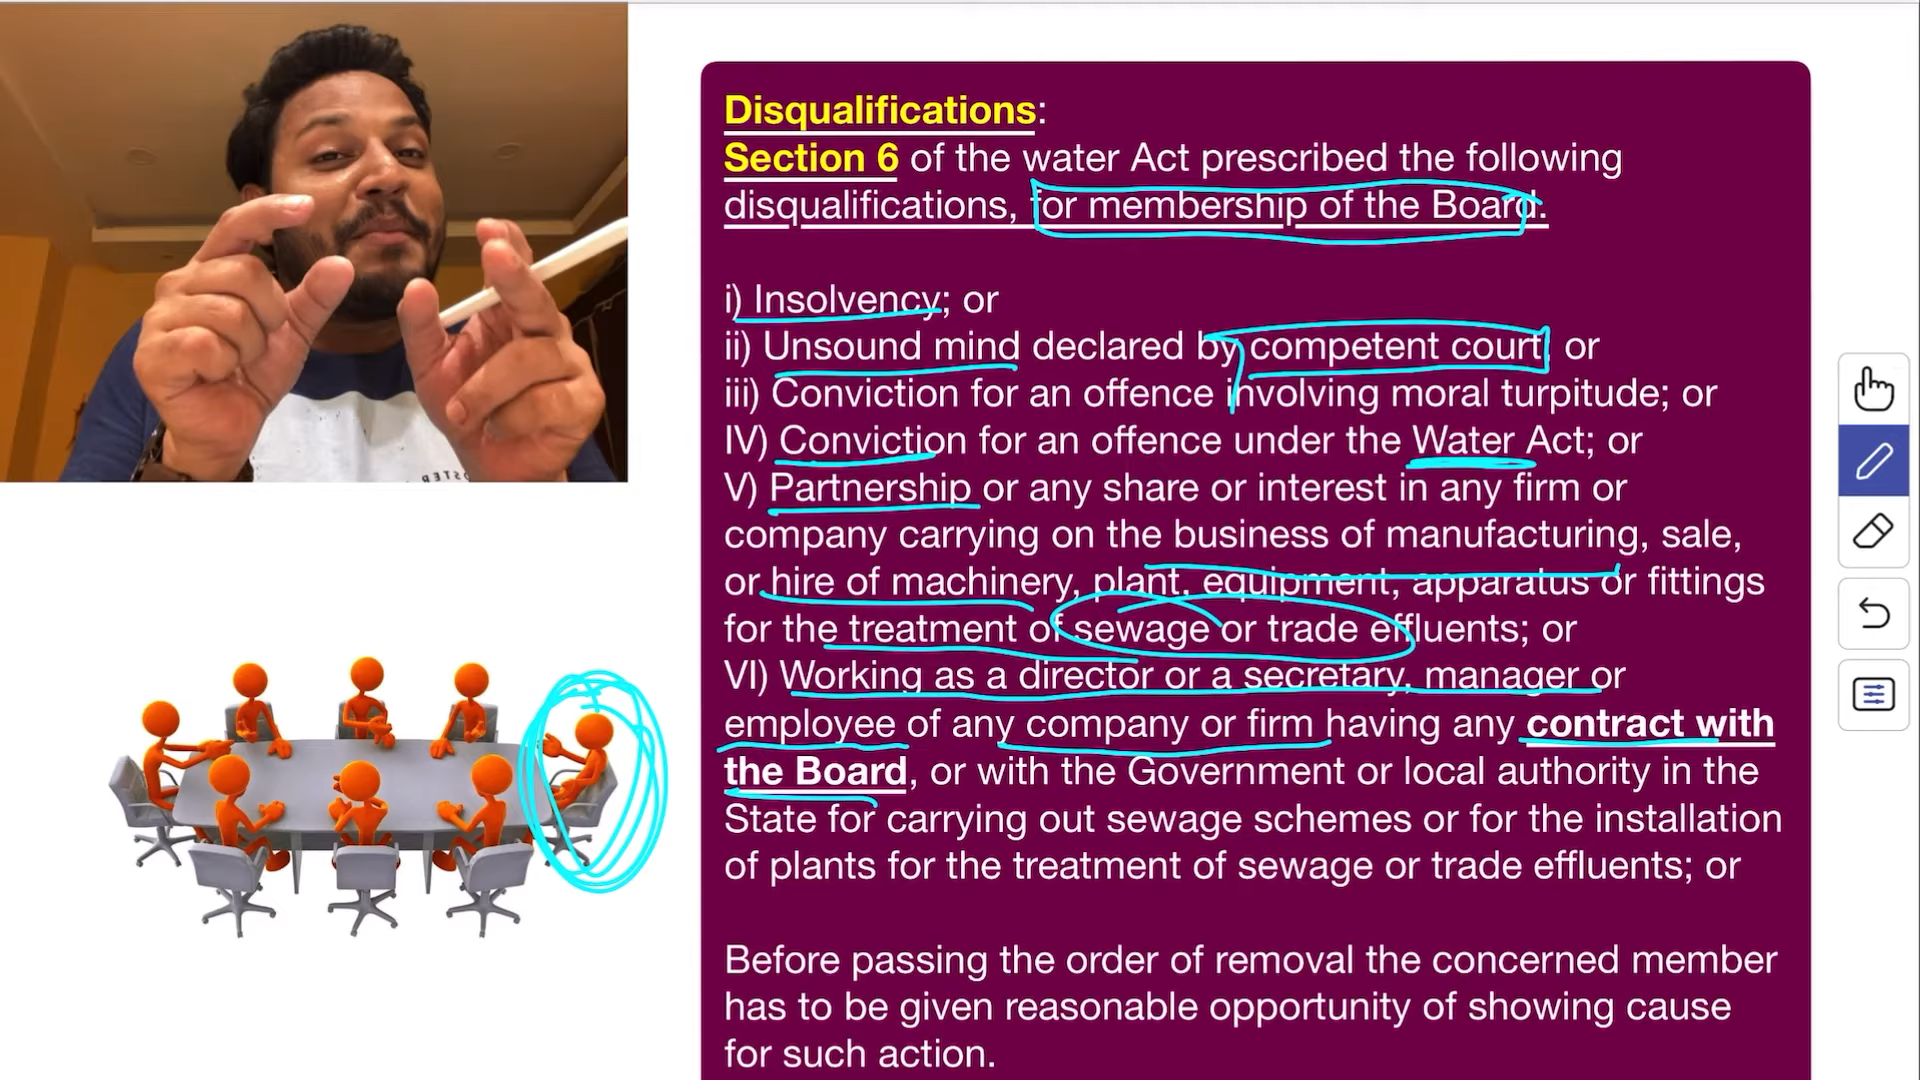 Disqualifications:
Section 6 of the water Act prescribed the following
disqualifications, for membership of the Board.
i) Insolvency; or
ii) Unsound mind declared by competent court, or
iii) Conviction for an offence involving moral turpitude; or
IV) Conviction for an offence under the Water Act; or
V) Partnership or any share or interest in any firm or
company carrying on the business of manufacturing, sale,
or hire of machinery, plant, equipment, apparatus or fittings
for the treatment of sewage or trade effluents; or
VI) Working as a director or a secretary, manager or
employee of any company or firm having any contract with
the Board, or with the Government or local authority in the
State for carrying out sewage schemes or for the installation
of plants for the treatment of sewage or trade effluents; or
Before passing the order of removal the concerned member
has to be given reasonable opportunity of showing cause
for such action.